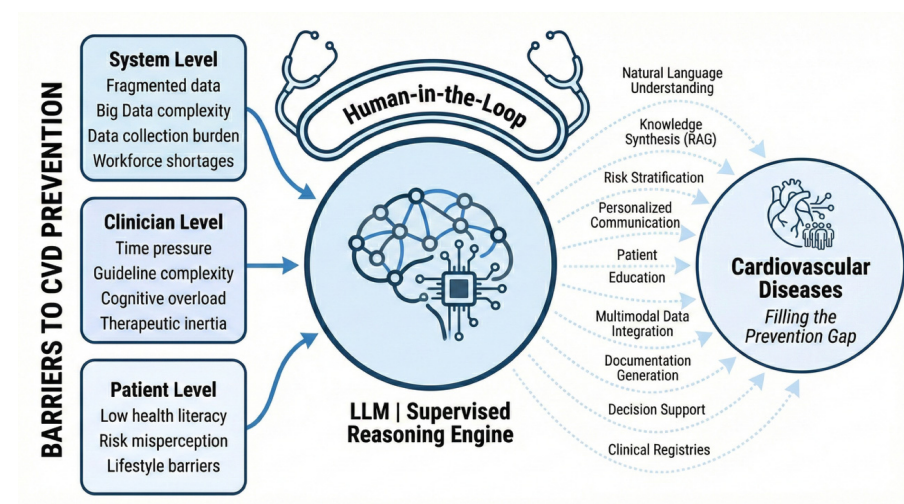 BARRIERS TO CVD PREVENTION
System Level
Fragmented data
Big Data complexity
Data collection burden
Workforce shortages
Clinician Level
Time pressure
Guideline complexity
Cognitive overload
Therapeutic inertia
Patient Level
Low health literacy
Risk misperception
Lifestyle barriers
Human-in-the-Loop
LLM | Supervised
Reasoning Engine
Natural Language
Understanding
Knowledge
Synthesis (RAG)
Risk Stratification
Personalized
Communication
Patient
Education
Multimodal Data
Integration
Documentation
Generation
Decision Support
Clinical Registries
Cardiovascular
Diseases
Filling the
Prevention Gap